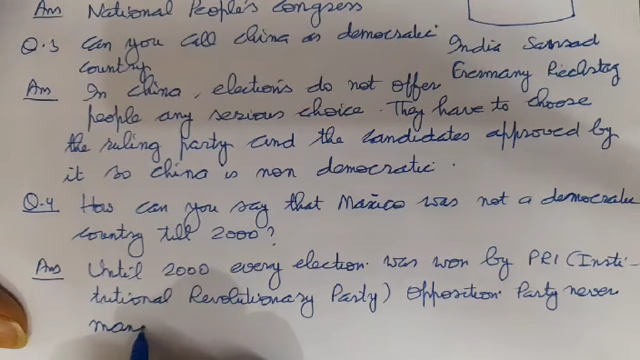 Ans National People's Congress
Q.3 Can you call China as democratic country
India Sansad
Germany Riechstag
Ans In China, elections do not offer
people any serious choice. They have to choose
the ruling party and the candidates approved by
it so China is non democratic.
Q.4 How can you say that Maxico was not a democratic
country till 2000?
Ans Until 2000 every election was won by PRI (Insti-
tutional Revolutionary Party) Opposition Party never
man